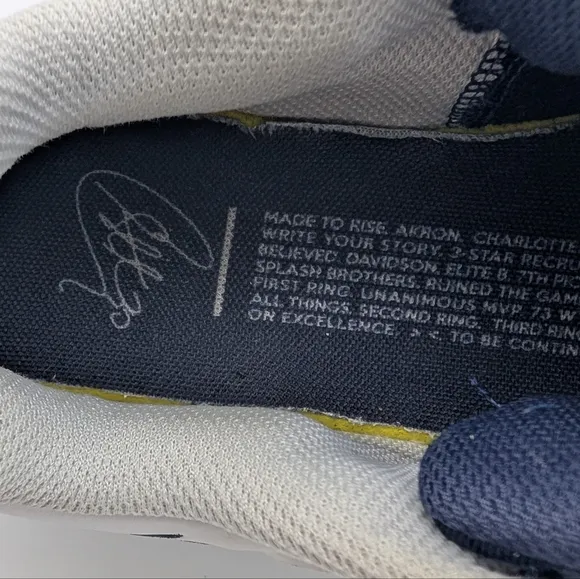 MADE TO RISE. AKRON. CHARLOTTE
WRITE YOUR STORY. 3-STAR RECRU
BELIEVED. DAVIDSON. ELITE 8. 7TH PIC
SPLASH BROTHERS. RUINED THE GAM
FIRST RING. UNANIMOUS MVP. 73 W
ALL THINGS. SECOND RING. THIRD RIN
ON EXCELLENCE. > <. TO BE CONTIN